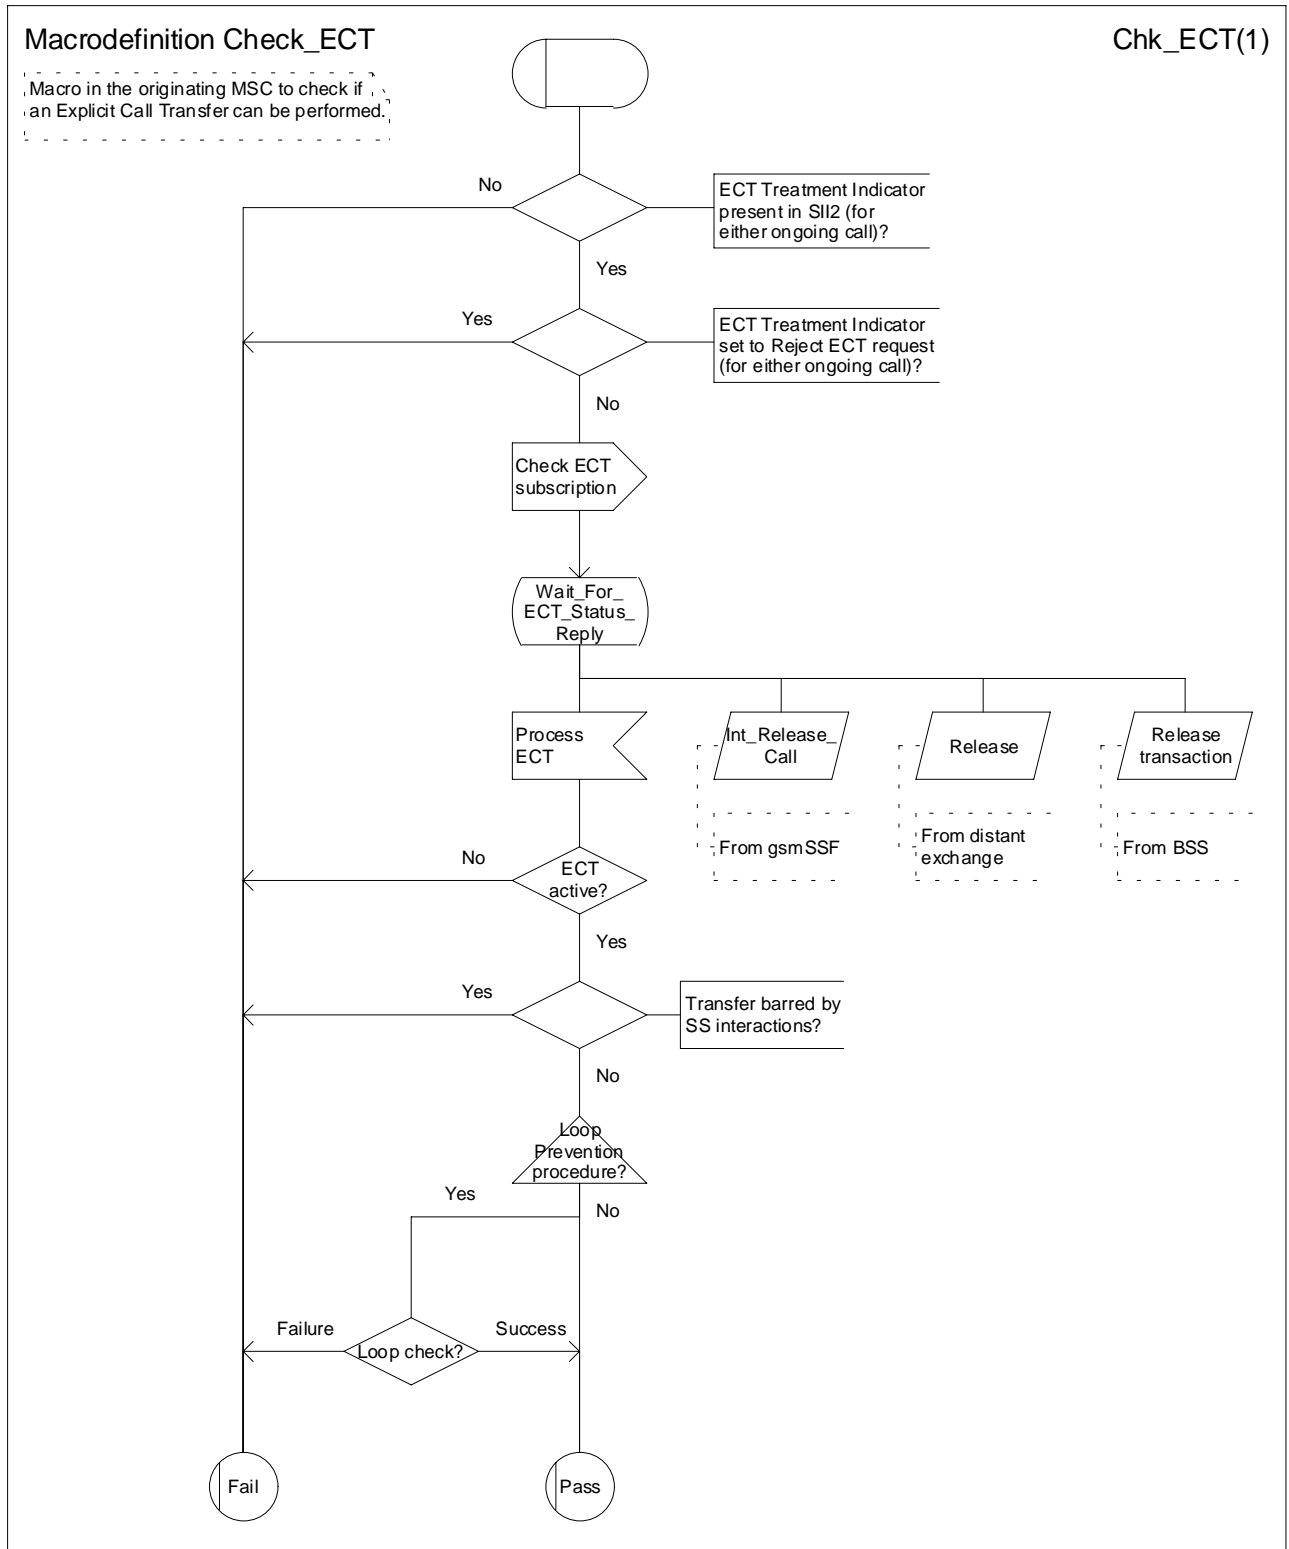 Macrodefinition Check_ECT
Chk_ECT(1)
Macro in the originating MSC to check if
an Explicit Call Transfer can be performed.
No
ECT Treatment Indicator
present in SII2 (for
either ongoing call)?
Yes
Yes
ECT Treatment Indicator
set to Reject ECT request
(for either ongoing call)?
No
Check ECT
subscription
Wait_For_
ECT_Status_
Reply
Process
ECT
Int_Release_
Call
Release
Release
transaction
From gsmSSF
From distant
exchange
From BSS
No
ECT
active?
Yes
Yes
Transfer barred by
SS interactions?
No
Loop
Prevention
procedure?
Yes
No
Failure
Success
Loop check?
Fail
Pass